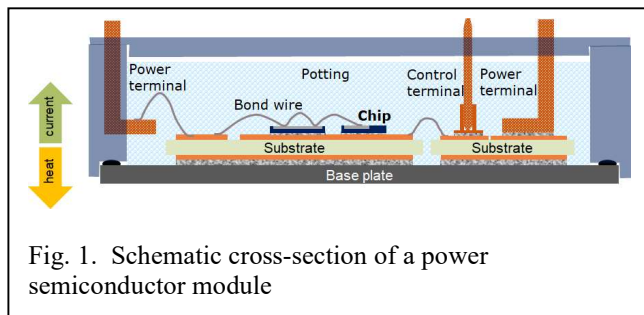 Power
terminal
Potting
Control
terminal
Power
terminal
Bond wire
Chip
current
heat
Substrate
Substrate
Base plate
Fig. 1.  Schematic cross-section of a power
semiconductor module